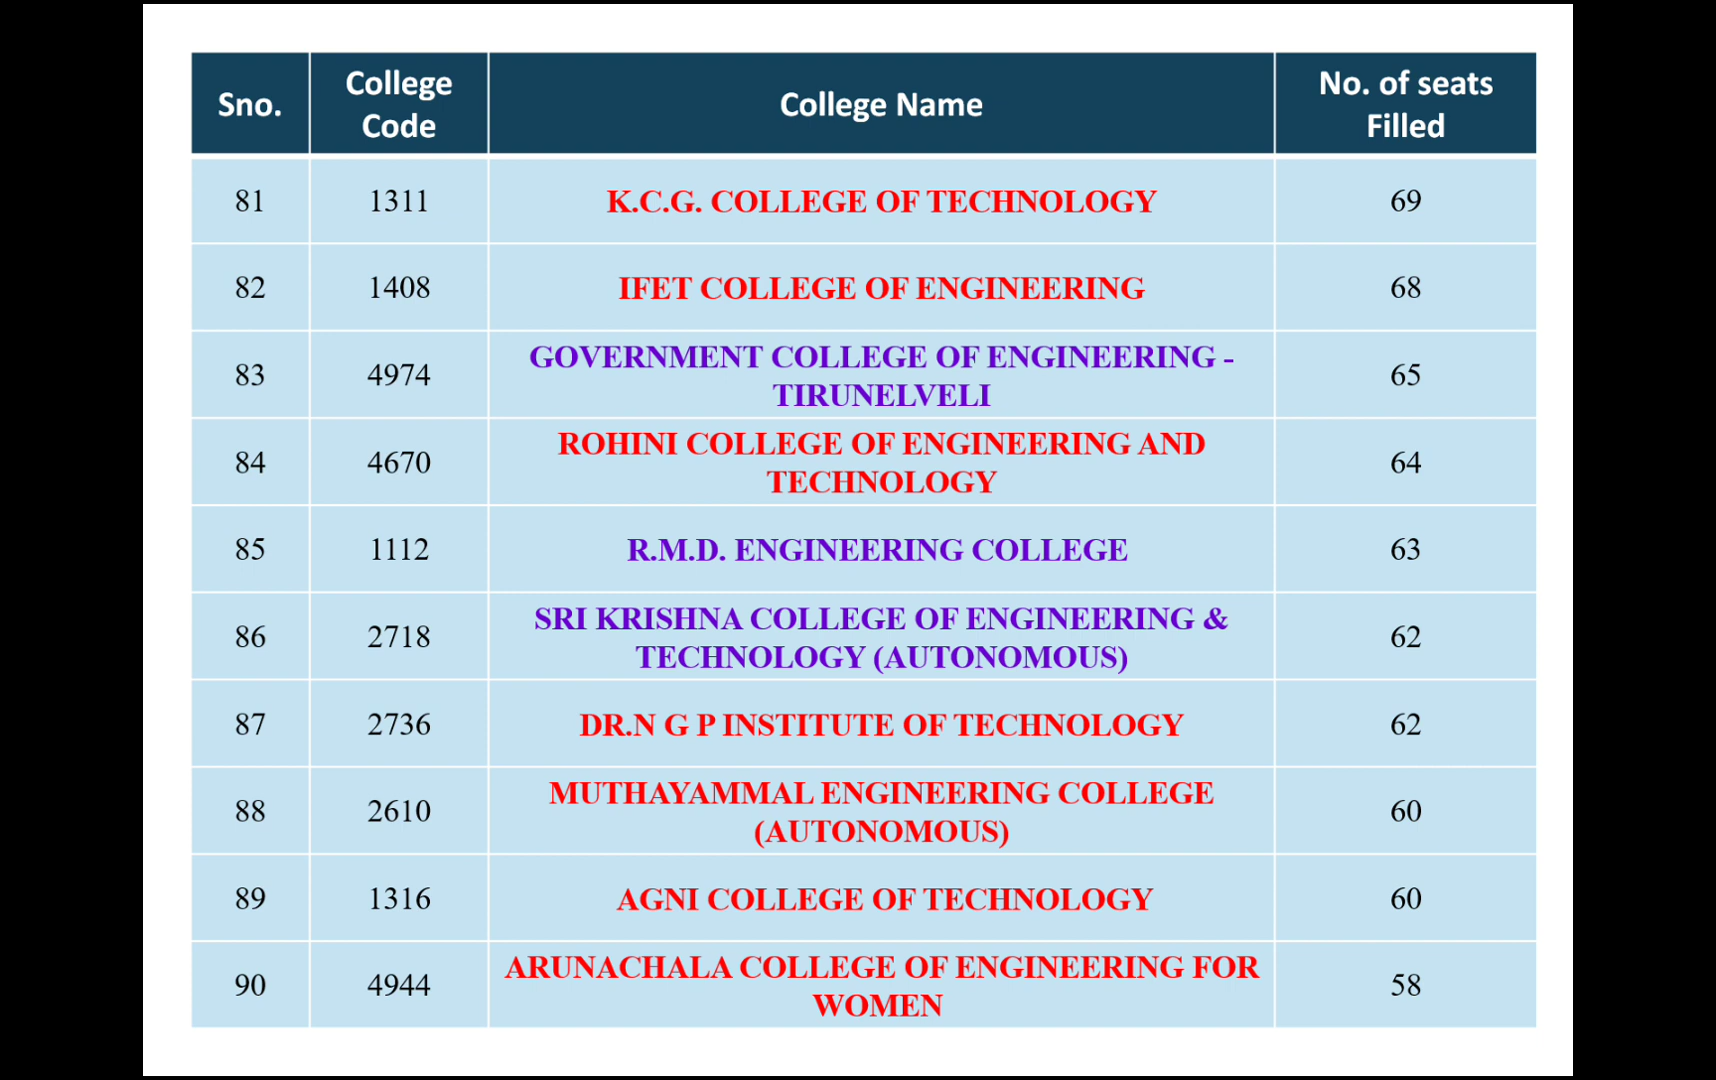 Sno.
College
Code
College Name
No. of seats
Filled
81
1311
K.C.G. COLLEGE OF TECHNOLOGY
69
82
1408
IFET COLLEGE OF ENGINEERING
68
83
4974
GOVERNMENT COLLEGE OF ENGINEERING -
TIRUNELVELI
65
84
4670
ROHINI COLLEGE OF ENGINEERING AND
TECHNOLOGY
64
85
1112
R.M.D. ENGINEERING COLLEGE
63
86
2718
SRI KRISHNA COLLEGE OF ENGINEERING &
TECHNOLOGY (AUTONOMOUS)
62
87
2736
DR.N G P INSTITUTE OF TECHNOLOGY
62
88
2610
MUTHAYAMMAL ENGINEERING COLLEGE
(AUTONOMOUS)
60
89
1316
AGNI COLLEGE OF TECHNOLOGY
60
90
4944
ARUNACHALA COLLEGE OF ENGINEERING FOR
WOMEN
58